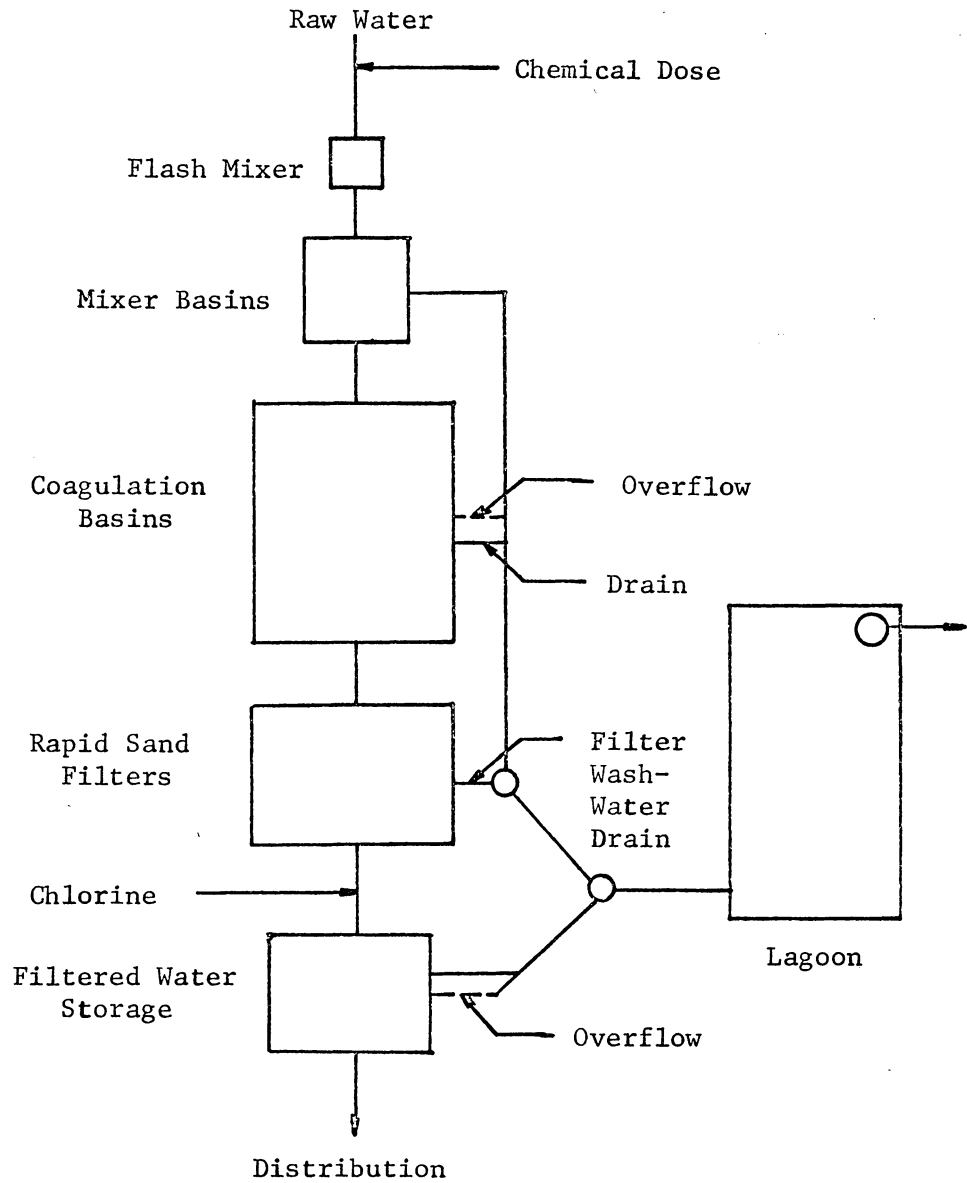 Raw Water
Chemical Dose
Flash Mixer
Mixer Basins
Coagulation
Basins
Overflow
Drain
Rapid Sand
Filters
Filter
Wash-
Water
Drain
Chlorine
Lagoon
Filtered Water
Storage
Overflow
Distribution